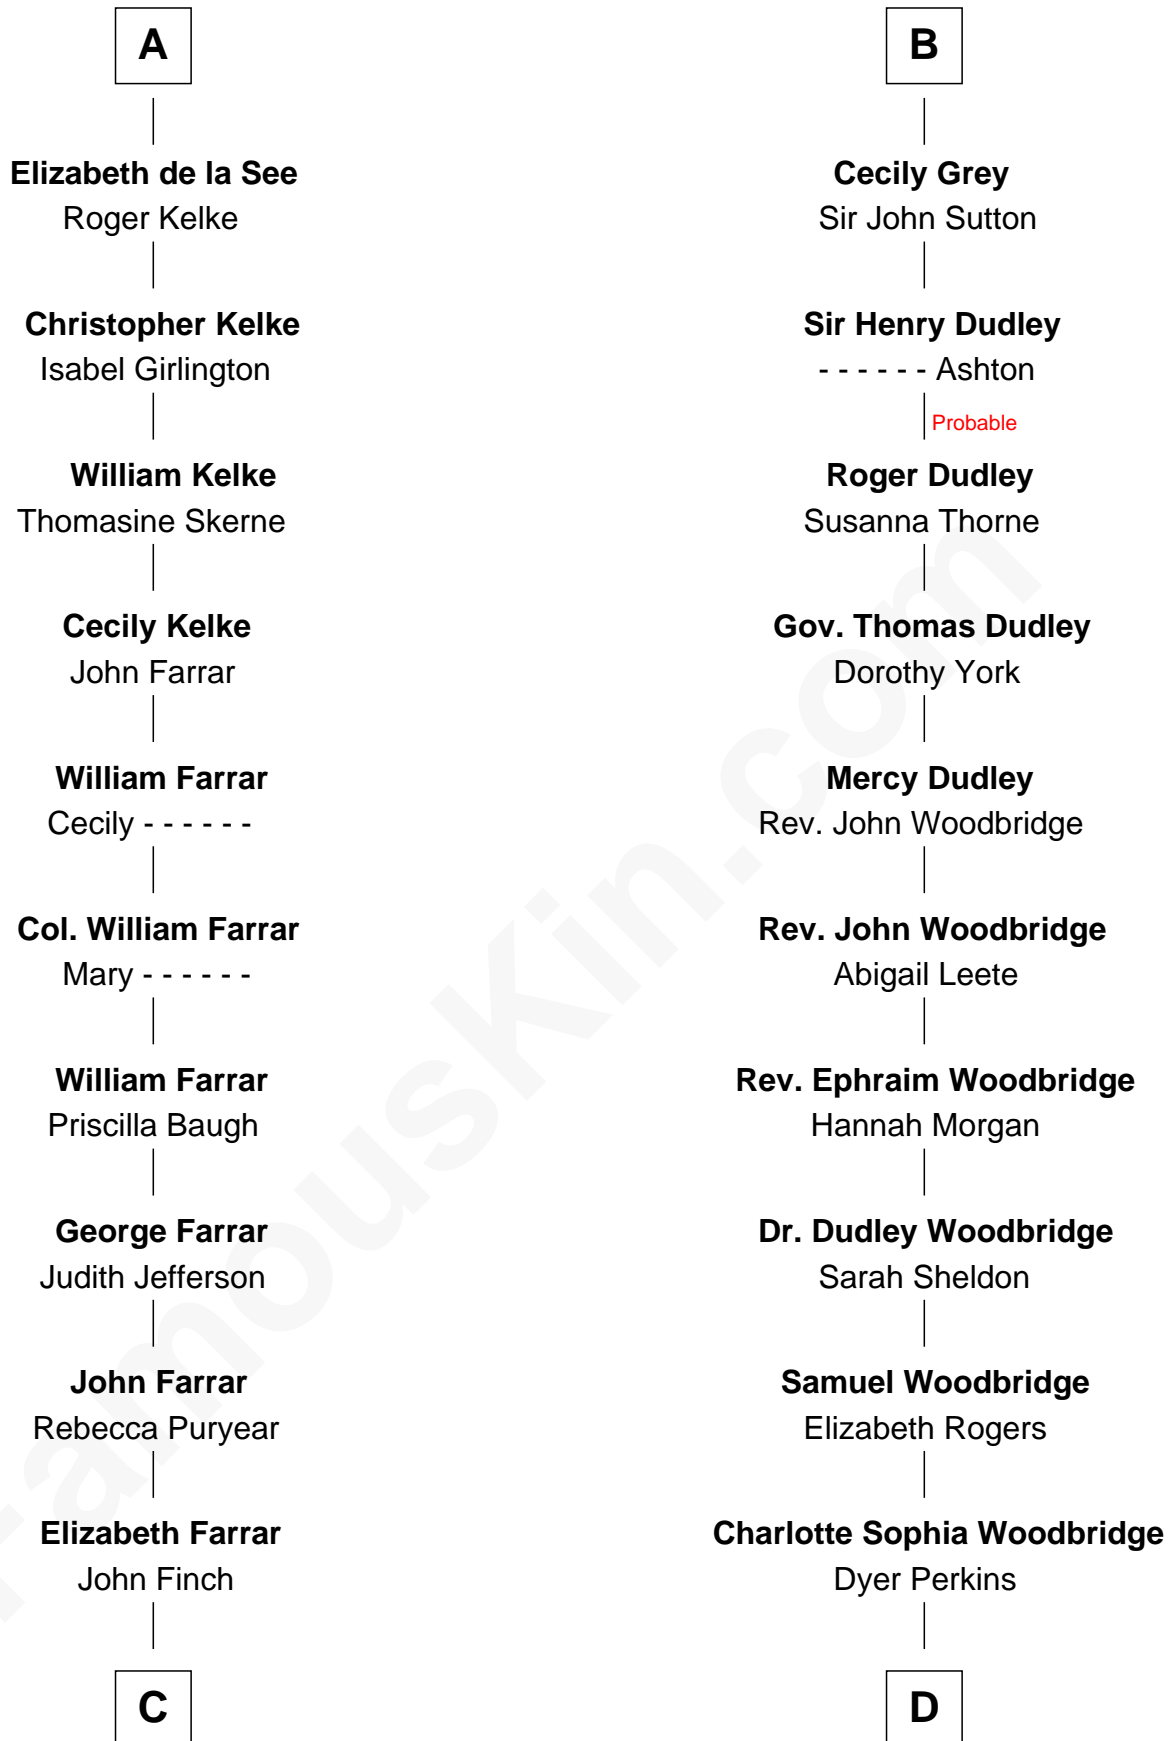 A
Elizabeth de la See
Roger Kelke
Christopher Kelke
Isabel Girlington
William Kelke
Thomasine Skerne
Cecily Kelke
John Farrar
William Farrar
Cecily - - - - - -
Col. William Farrar
Mary - - - - - -
William Farrar
Priscilla Baugh
George Farrar
Judith Jefferson
John Farrar
Rebecca Puryear
Elizabeth Farrar
John Finch
C
B
Cecily Grey
Sir John Sutton
Sir Henry Dudley
- - - - - - Ashton
Probable
Roger Dudley
Susanna Thorne
Gov. Thomas Dudley
Dorothy York
Mercy Dudley
Rev. John Woodbridge
Rev. John Woodbridge
Abigail Leete
Rev. Ephraim Woodbridge
Hannah Morgan
Dr. Dudley Woodbridge
Sarah Sheldon
Samuel Woodbridge
Elizabeth Rogers
Charlotte Sophia Woodbridge
Dyer Perkins
D
FamousKin.com